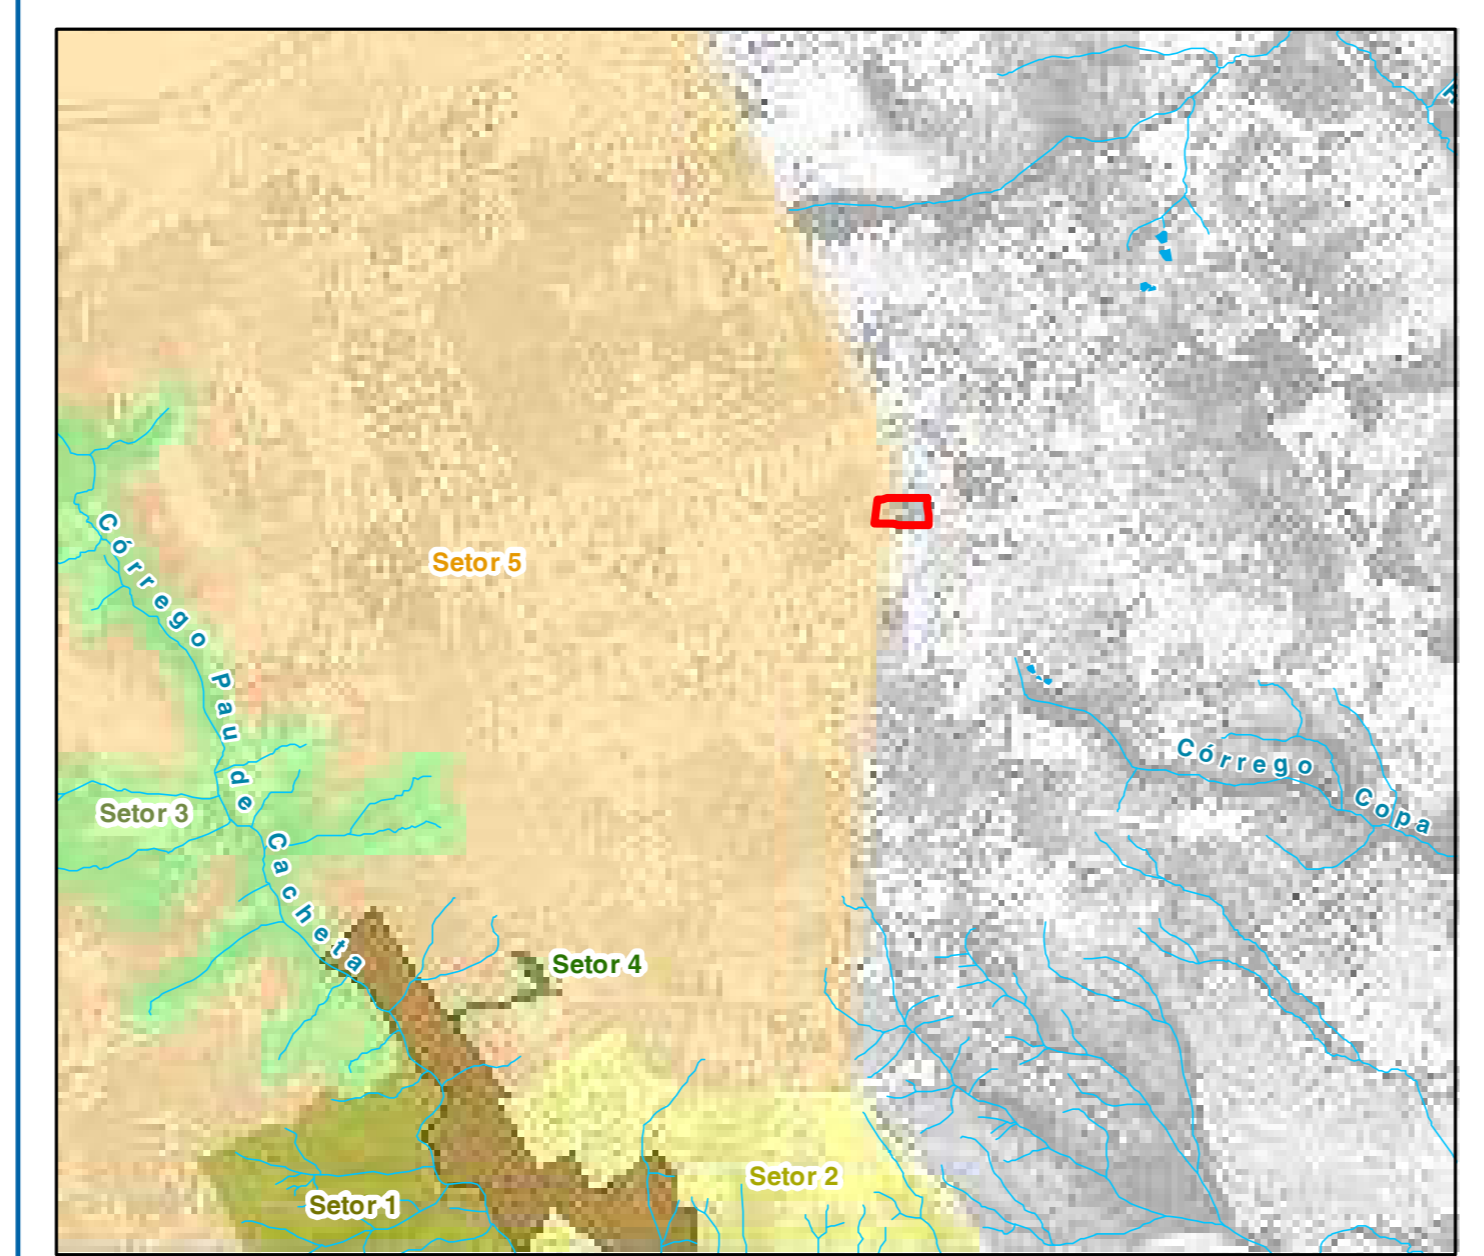 Córrego Pau de Cacheta
Setor 5
Córrego Copa
Setor 3
Setor 4
Setor 2
Setor 1